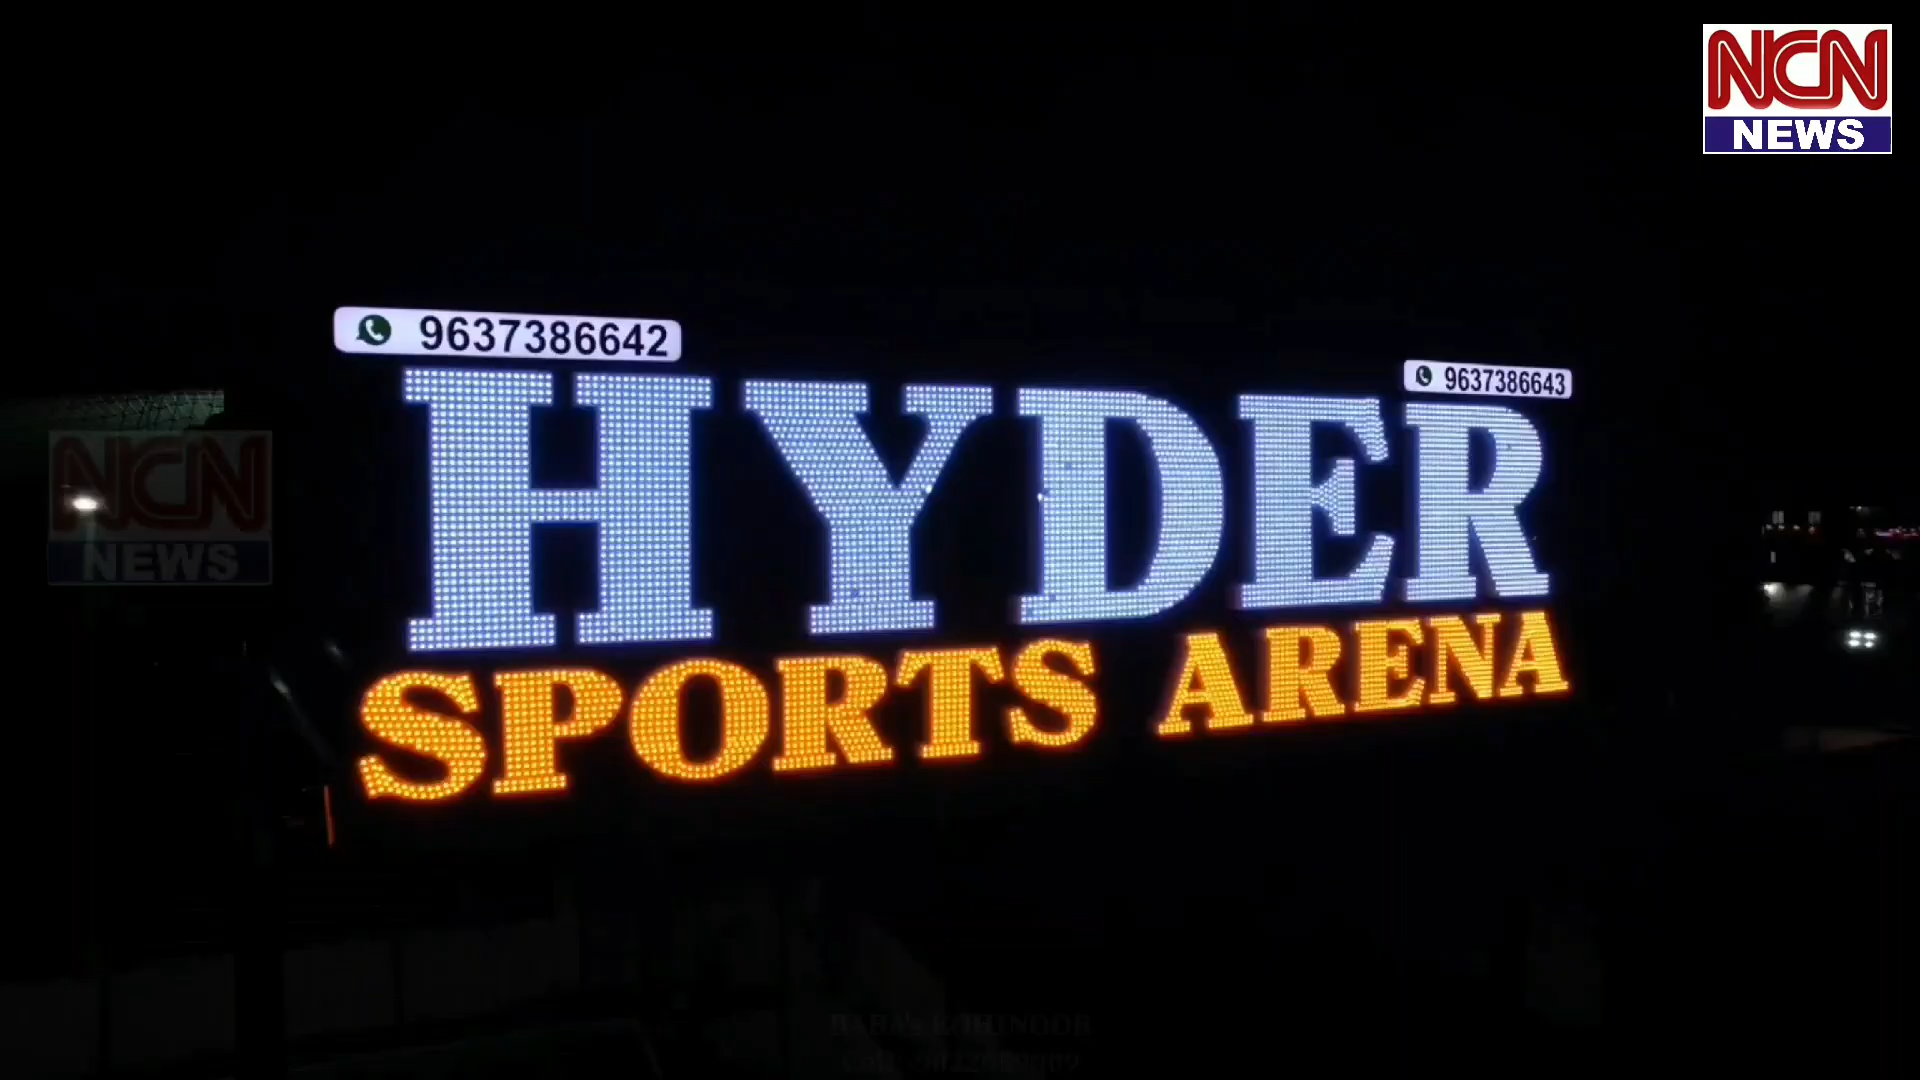 NCN
NEWS
9637386642
9637386643
HYDER
SPORTS ARENA
NCN
NEWS